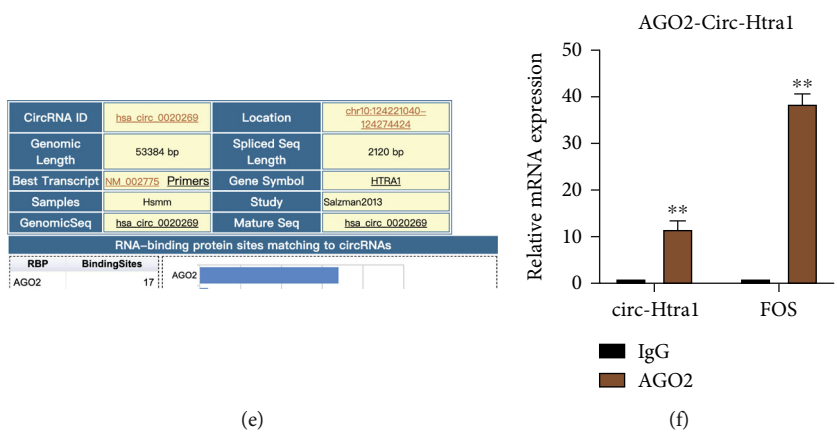 CircRNA ID hsa_circ_0020269 Location chr10:124221040–
124274424
Genomic
Length 53384 bp Spliced Seq
Length 2120 bp
Best Transcript NM_002775 Primers Gene Symbol HTRA1
Samples Hsmm Study Salzman2013
GenomicSeq hsa_circ_0020269 Mature Seq hsa_circ_0020269
RNA–binding protein sites matching to circRNAs
RBP BindingSites
AGO2 17
AGO2
(e)
AGO2-Circ-Htra1
Relative mRNA expression
50
40
30
20
10
0
**
**
circ-Htra1 FOS
IgG
AGO2
(f)